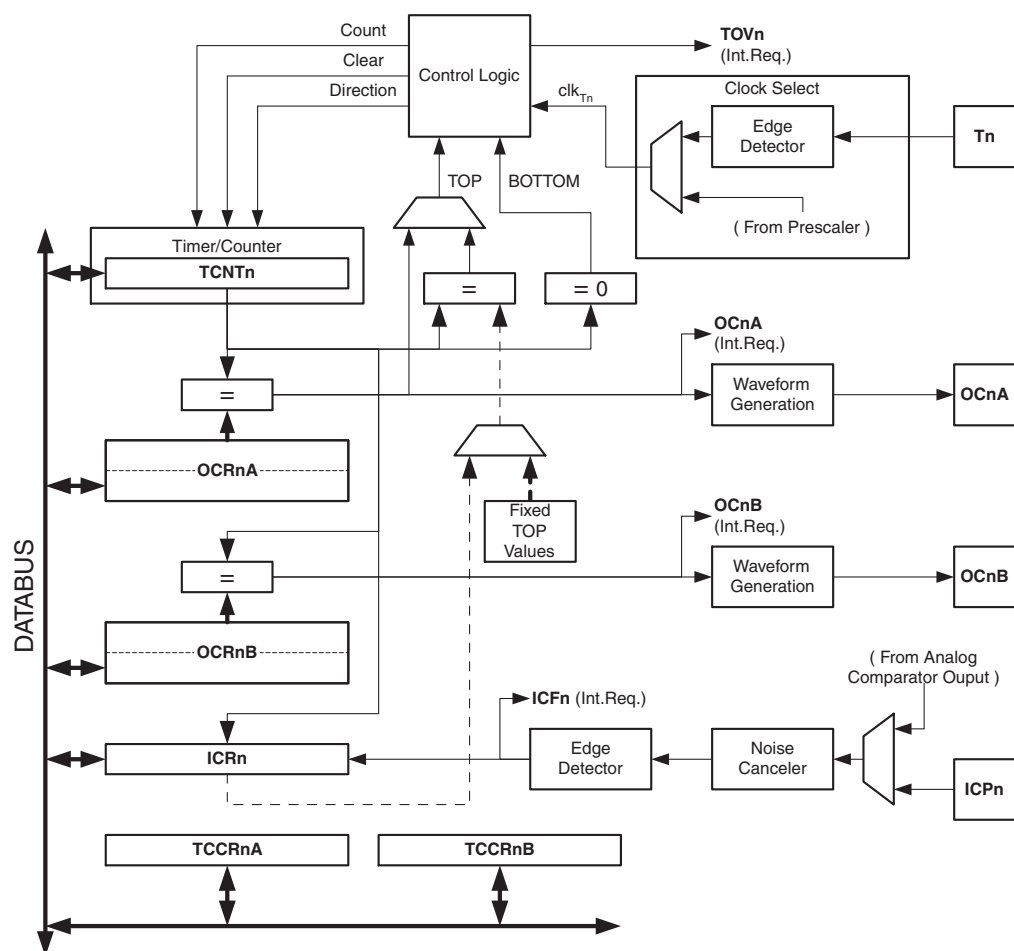 Count
Clear
Direction
Control Logic
TOVn
(Int.Req.)
clkTn
Clock Select
Edge
Detector
Tn
( From Prescaler )
TOP
BOTTOM
Timer/Counter
TCNTn
=
= 0
OCnA
(Int.Req.)
=
Waveform
Generation
OCnA
OCRnA
Fixed
TOP
Values
OCnB
(Int.Req.)
=
Waveform
Generation
OCnB
OCRnB
DATABUS
( From Analog
Comparator Ouput )
ICFn (Int.Req.)
ICRn
Edge
Detector
Noise
Canceler
ICPn
TCCRnA
TCCRnB